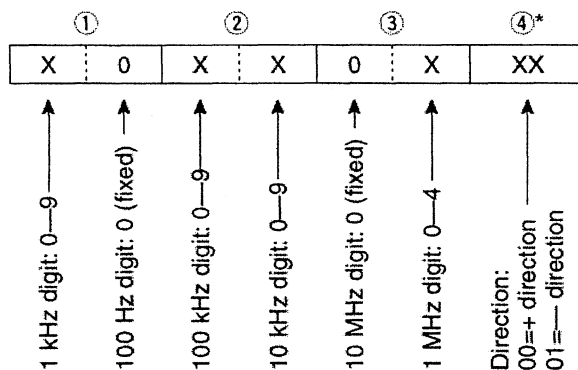 ① ② ③ ④*
X 0 X X 0 X XX
1 kHz digit: 0—9
100 Hz digit: 0 (fixed)
100 kHz digit: 0—9
10 kHz digit: 0—9
10 MHz digit: 0 (fixed)
1 MHz digit: 0—4
Direction:
00=+ direction
01=— direction